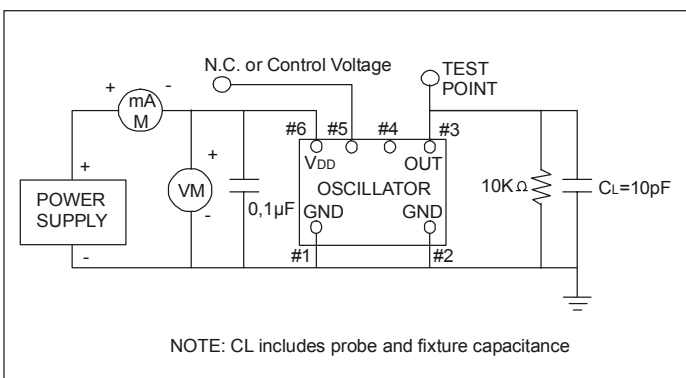 N.C. or Control Voltage
TEST
POINT
+
-
mA
M
#6
#5
#4
#3
VDD
OUT
+
+
VM
-
POWER
SUPPLY
-
0,1µF
OSCILLATOR
GND
GND
10KΩ
CL=10pF
#1
#2
NOTE: CL includes probe and fixture capacitance